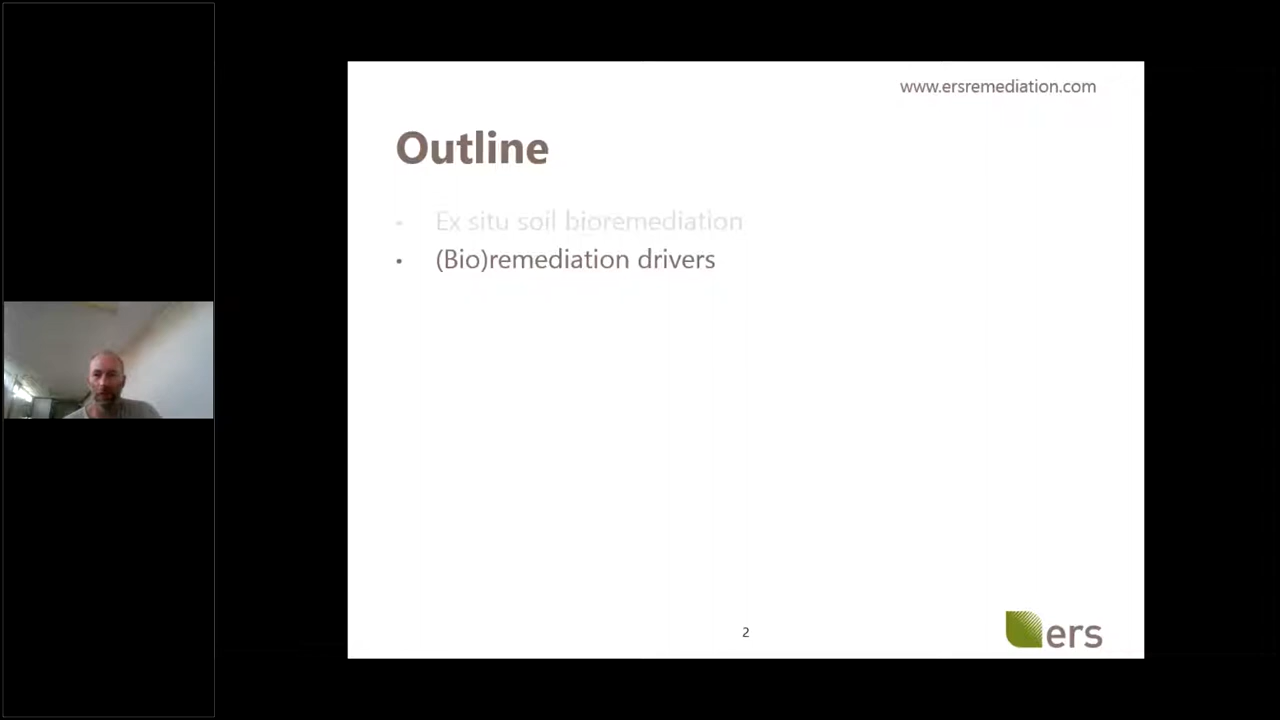 www.ersremediation.com
Outline
• Ex situ soil bioremediation
• (Bio)remediation drivers
2
ers